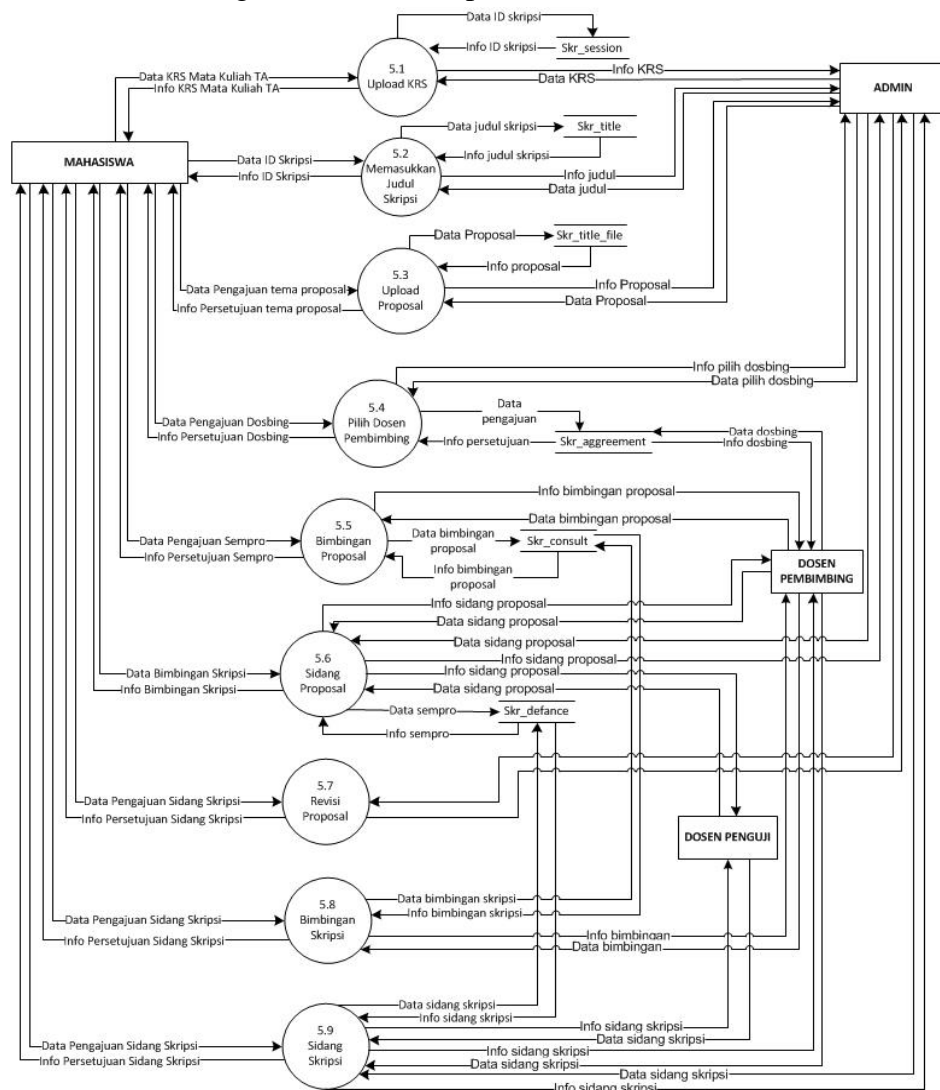 Data ID skripsi
Info ID skripsi
Skr_session
5.1
Upload KRS
Data KRS Mata Kuliah TA
Info KRS Mata Kuliah TA
Info KRS
Data KRS
ADMIN
MAHASISWA
Data judul skripsi
Skr_title
Info judul skripsi
5.2
Memasukkan
Judul
Skripsi
Data ID Skripsi
Info ID Skripsi
Info judul
Data judul
Data Proposal
Skr_title_file
Info proposal
5.3
Upload
Proposal
Data Pengajuan tema proposal
Info Persetujuan tema proposal
Info Proposal
Data Proposal
Info pilih dosbing
Data pilih dosbing
5.4
Pilih Dosen
Pembimbing
Data Pengajuan Dosbing
Info Persetujuan Dosbing
Data
pengajuan
Info persetujuan
Skr_aggreement
Data dosbing
Info dosbing
Info bimbingan proposal
Data bimbingan proposal
5.5
Bimbingan
Proposal
Data Pengajuan Sempro
Info Persetujuan Sempro
Data bimbingan
proposal
Skr_consult
Info bimbingan
proposal
DOSEN
PEMBIMBING
Info sidang proposal
Data sidang proposal
Data sidang proposal
Info sidang proposal
Info sidang proposal
Data sidang proposal
5.6
Sidang
Proposal
Data Bimbingan Skripsi
Info Bimbingan Skripsi
Data sempro
Skr_defance
Info sempro
5.7
Revisi
Proposal
Data Pengajuan Sidang Skripsi
Info Persetujuan Sidang Skripsi
DOSEN PENGUJI
5.8
Bimbingan
Skripsi
Data Pengajuan Sidang Skripsi
Info Persetujuan Sidang Skripsi
Data bimbingan skripsi
Info bimbingan skripsi
Info bimbingan
Data bimbingan
5.9
Sidang
Skripsi
Data Pengajuan Sidang Skripsi
Info Persetujuan Sidang Skripsi
Data sidang skripsi
Info sidang skripsi
Info sidang skripsi
Data sidang skripsi
Info sidang skripsi
Data sidang skripsi
Data sidang skripsi
Info sidang skripsi